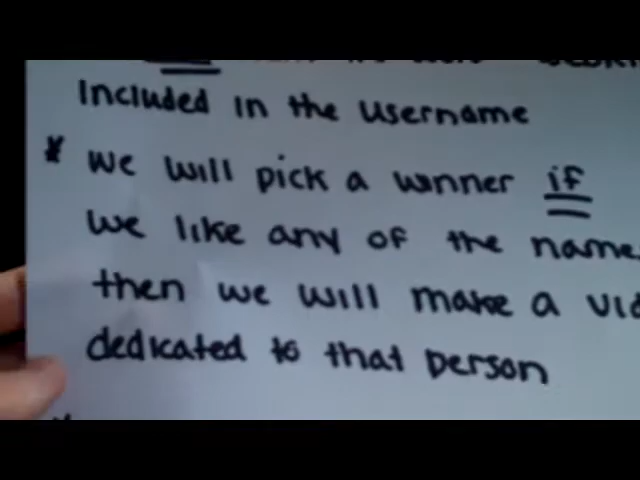 included in the username
* we will pick a winner if
we like any of the name
then we will make a vid
dedicated to that person